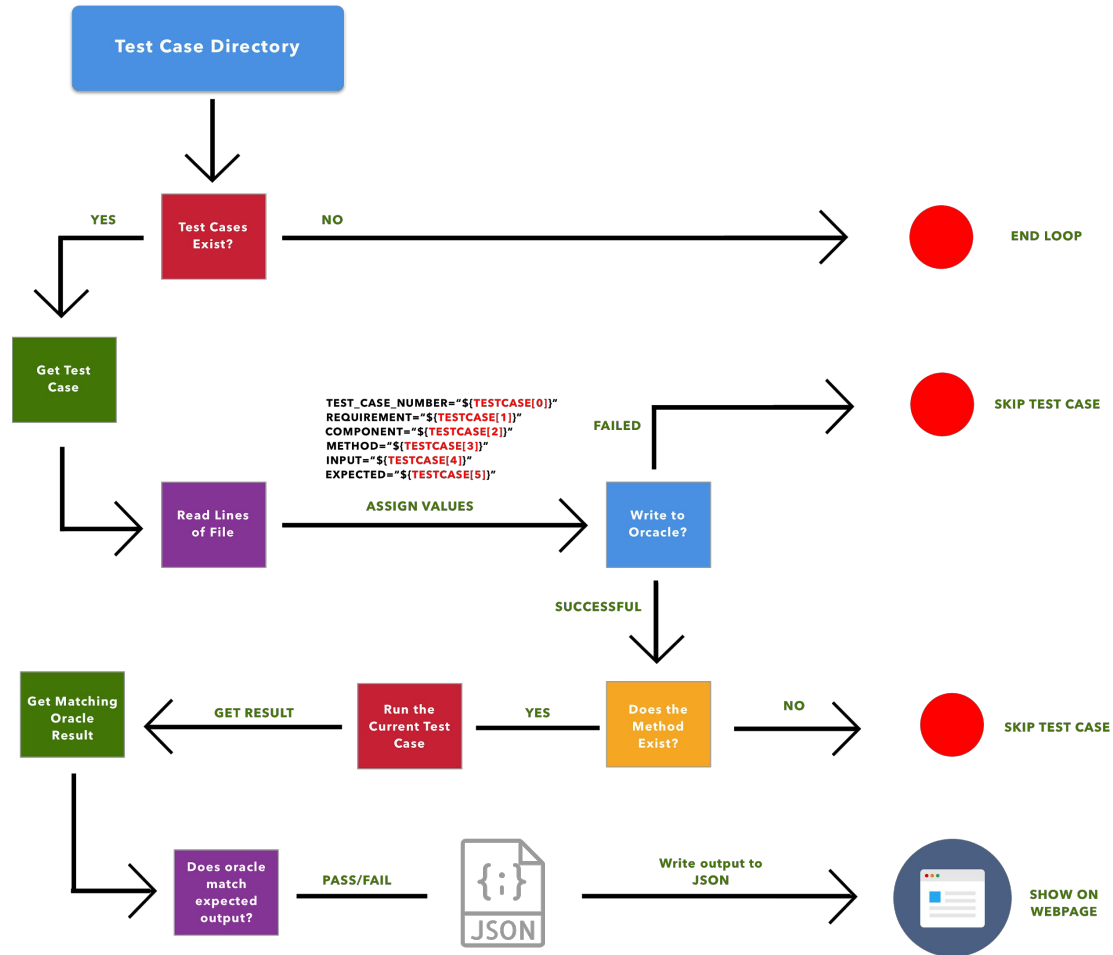 Test Case Directory
YES
Test Cases
Exist?
NO
END LOOP
Get Test
Case
TEST_CASE_NUMBER=“${TESTCASE[0]}”
REQUIREMENT=“${TESTCASE[1]}”
COMPONENT=“${TESTCASE[2]}”
METHOD=“${TESTCASE[3]}”
INPUT=“${TESTCASE[4]}”
EXPECTED=“${TESTCASE[5]}”
FAILED
SKIP TEST CASE
Read Lines
of File
ASSIGN VALUES
Write to
Orcacle?
SUCCESSFUL
Get Matching
Oracle
Result
GET RESULT
Run the
Current Test
Case
YES
Does the
Method
Exist?
NO
SKIP TEST CASE
Does oracle
match
expected
output?
PASS/FAIL
{;}
JSON
Write output to
JSON
SHOW ON
WEBPAGE